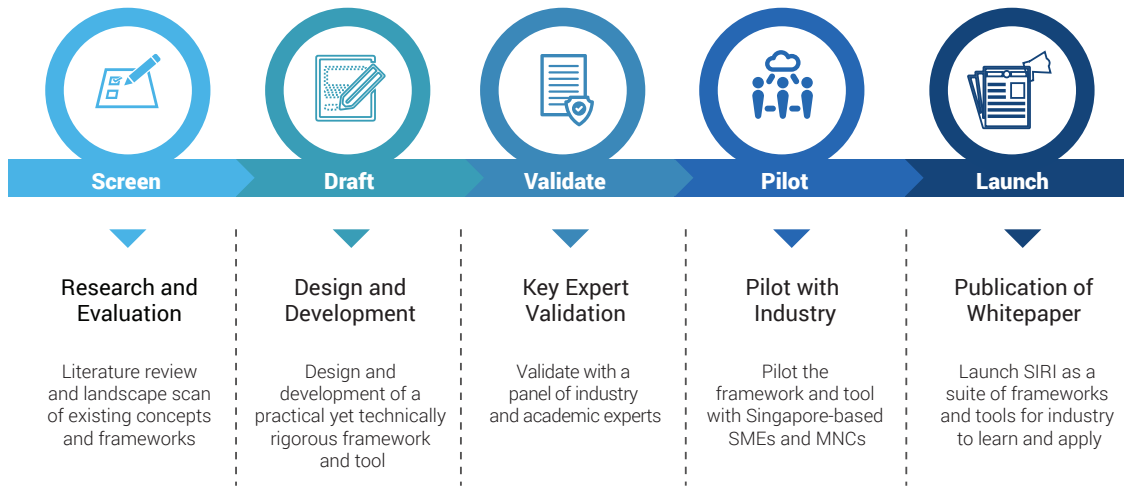 Screen
Draft
Validate
Pilot
Launch
Research and
Evaluation
Literature review
and landscape scan
of existing concepts
and frameworks
Design and
Development
Design and
development of a
practical yet technically
rigorous framework
and tool
Key Expert
Validation
Validate with a
panel of industry
and academic experts
Pilot with
Industry
Pilot the
framework and tool
with Singapore-based
SMEs and MNCs
Publication of
Whitepaper
Launch SIRI as a
suite of frameworks
and tools for industry
to learn and apply